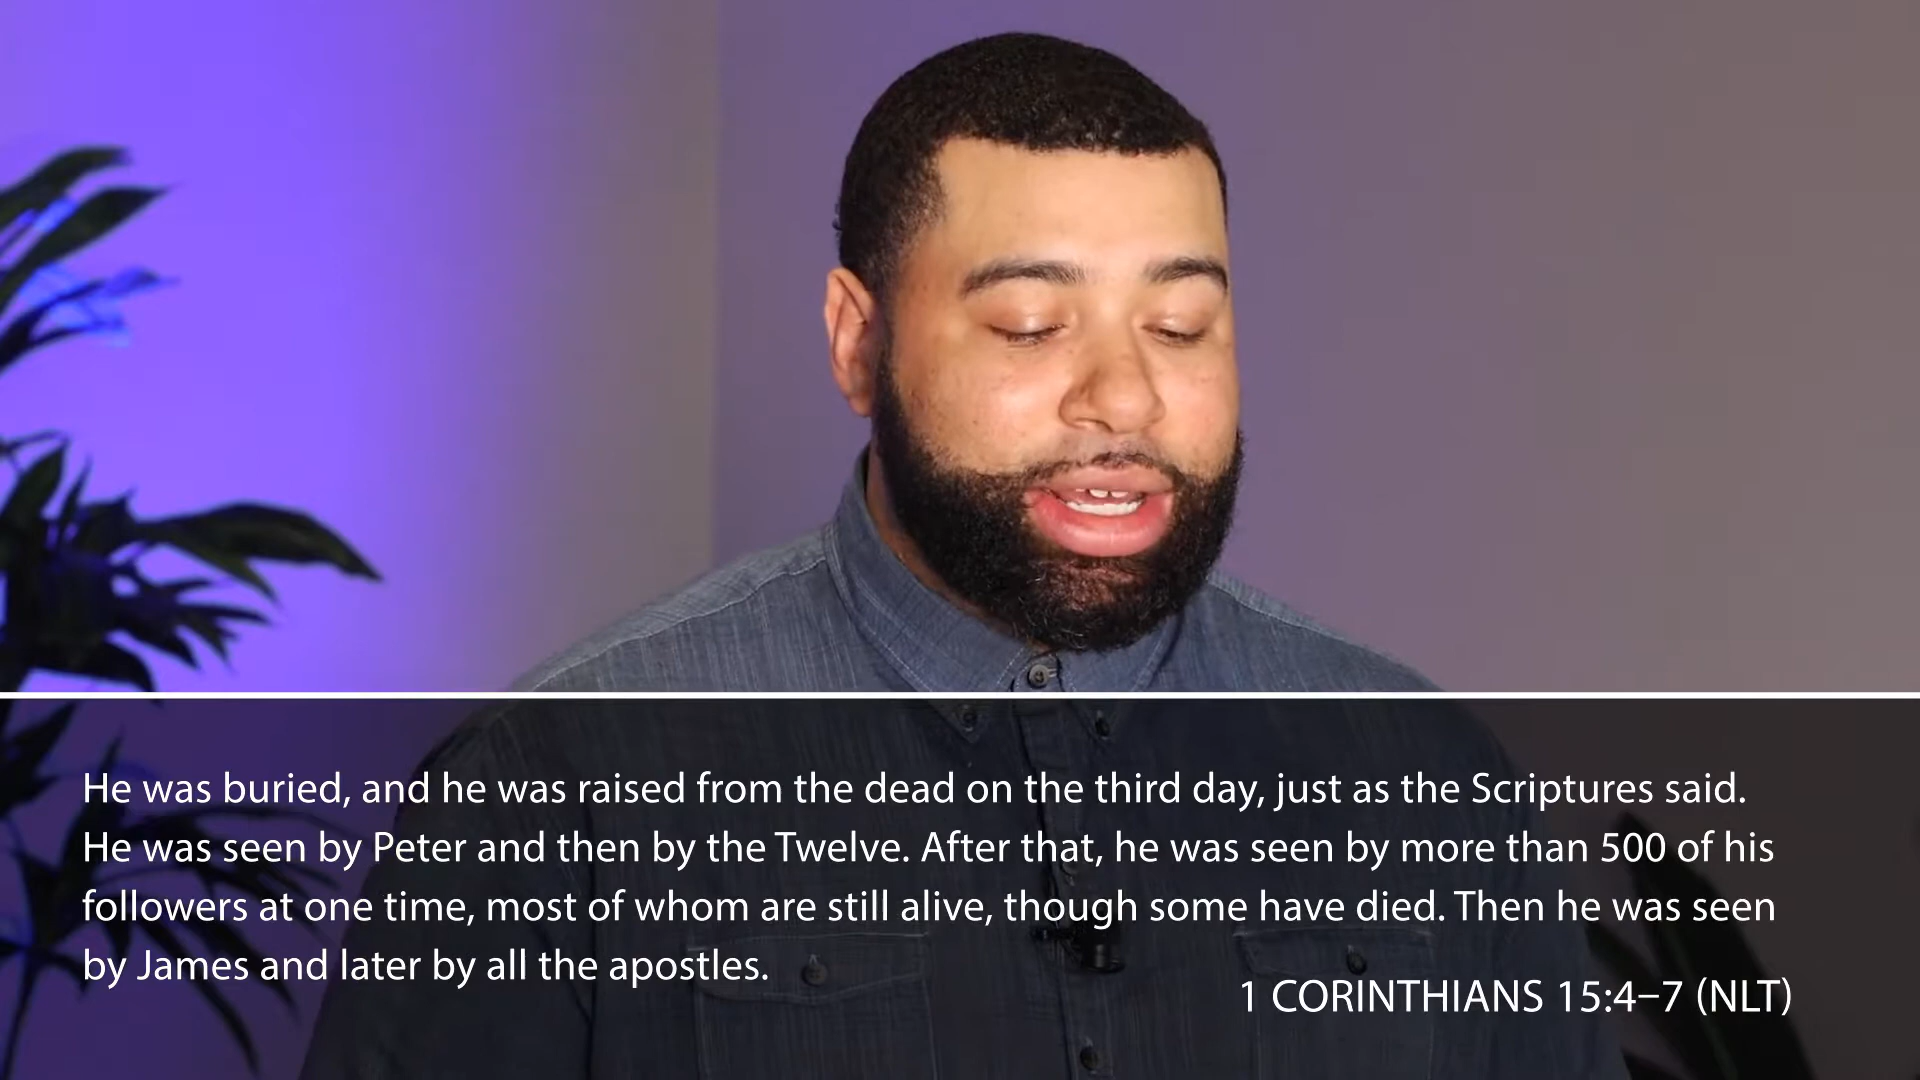 He was buried, and he was raised from the dead on the third day, just as the Scriptures said.
He was seen by Peter and then by the Twelve. After that, he was seen by more than 500 of his
followers at one time, most of whom are still alive, though some have died. Then he was seen
by James and later by all the apostles.
1 CORINTHIANS 15:4–7 (NLT)